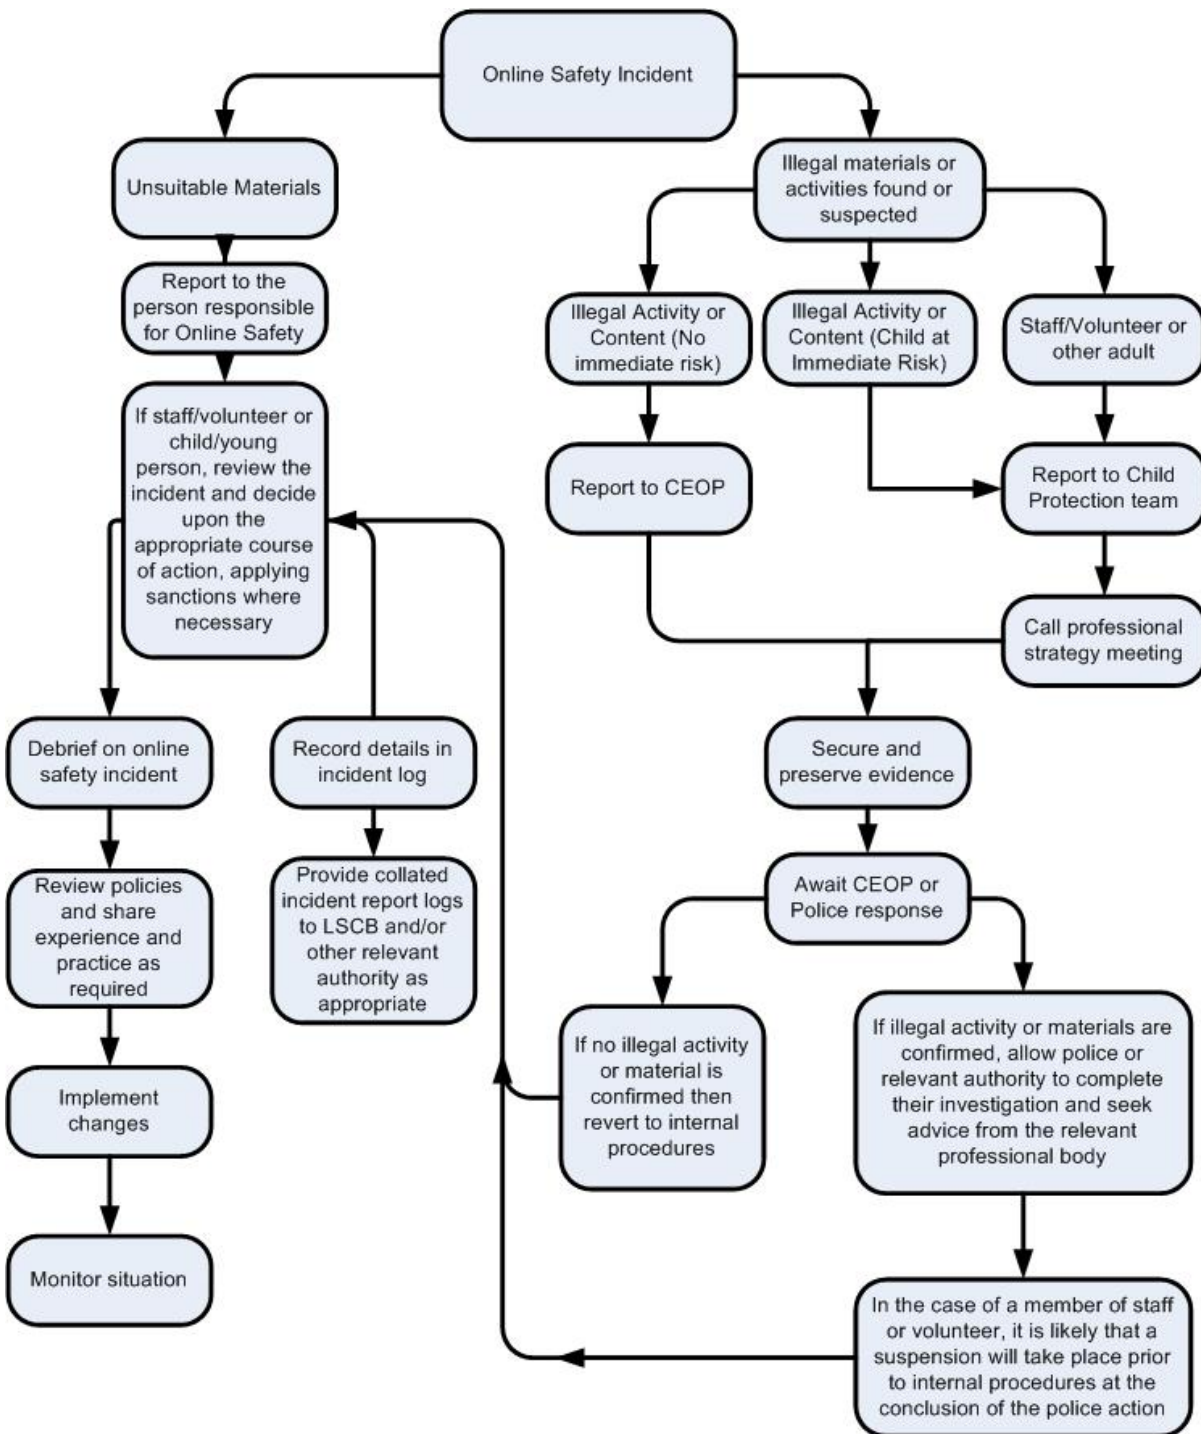 Online Safety Incident
Unsuitable Materials
Report to the
person responsible
for Online Safety
If staff/volunteer or
child/young
person, review the
incident and decide
upon the
appropriate course
of action, applying
sanctions where
necessary
Debrief on online
safety incident
Review policies
and share
experience and
practice as
required
Implement
changes
Monitor situation
Record details in
incident log
Provide collated
incident report logs
to LSCB and/or
other relevant
authority as
appropriate
Illegal materials or
activities found or
suspected
Illegal Activity or
Content (No
immediate risk)
Illegal Activity or
Content (Child at
Immediate Risk)
Staff/Volunteer or
other adult
Report to CEOP
Report to Child
Protection team
Call professional
strategy meeting
Secure and
preserve evidence
Await CEOP or
Police response
If no illegal activity
or material is
confirmed then
revert to internal
procedures
If illegal activity or materials are
confirmed, allow police or
relevant authority to complete
their investigation and seek
advice from the relevant
professional body
In the case of a member of staff
or volunteer, it is likely that a
suspension will take place prior
to internal procedures at the
conclusion of the police action